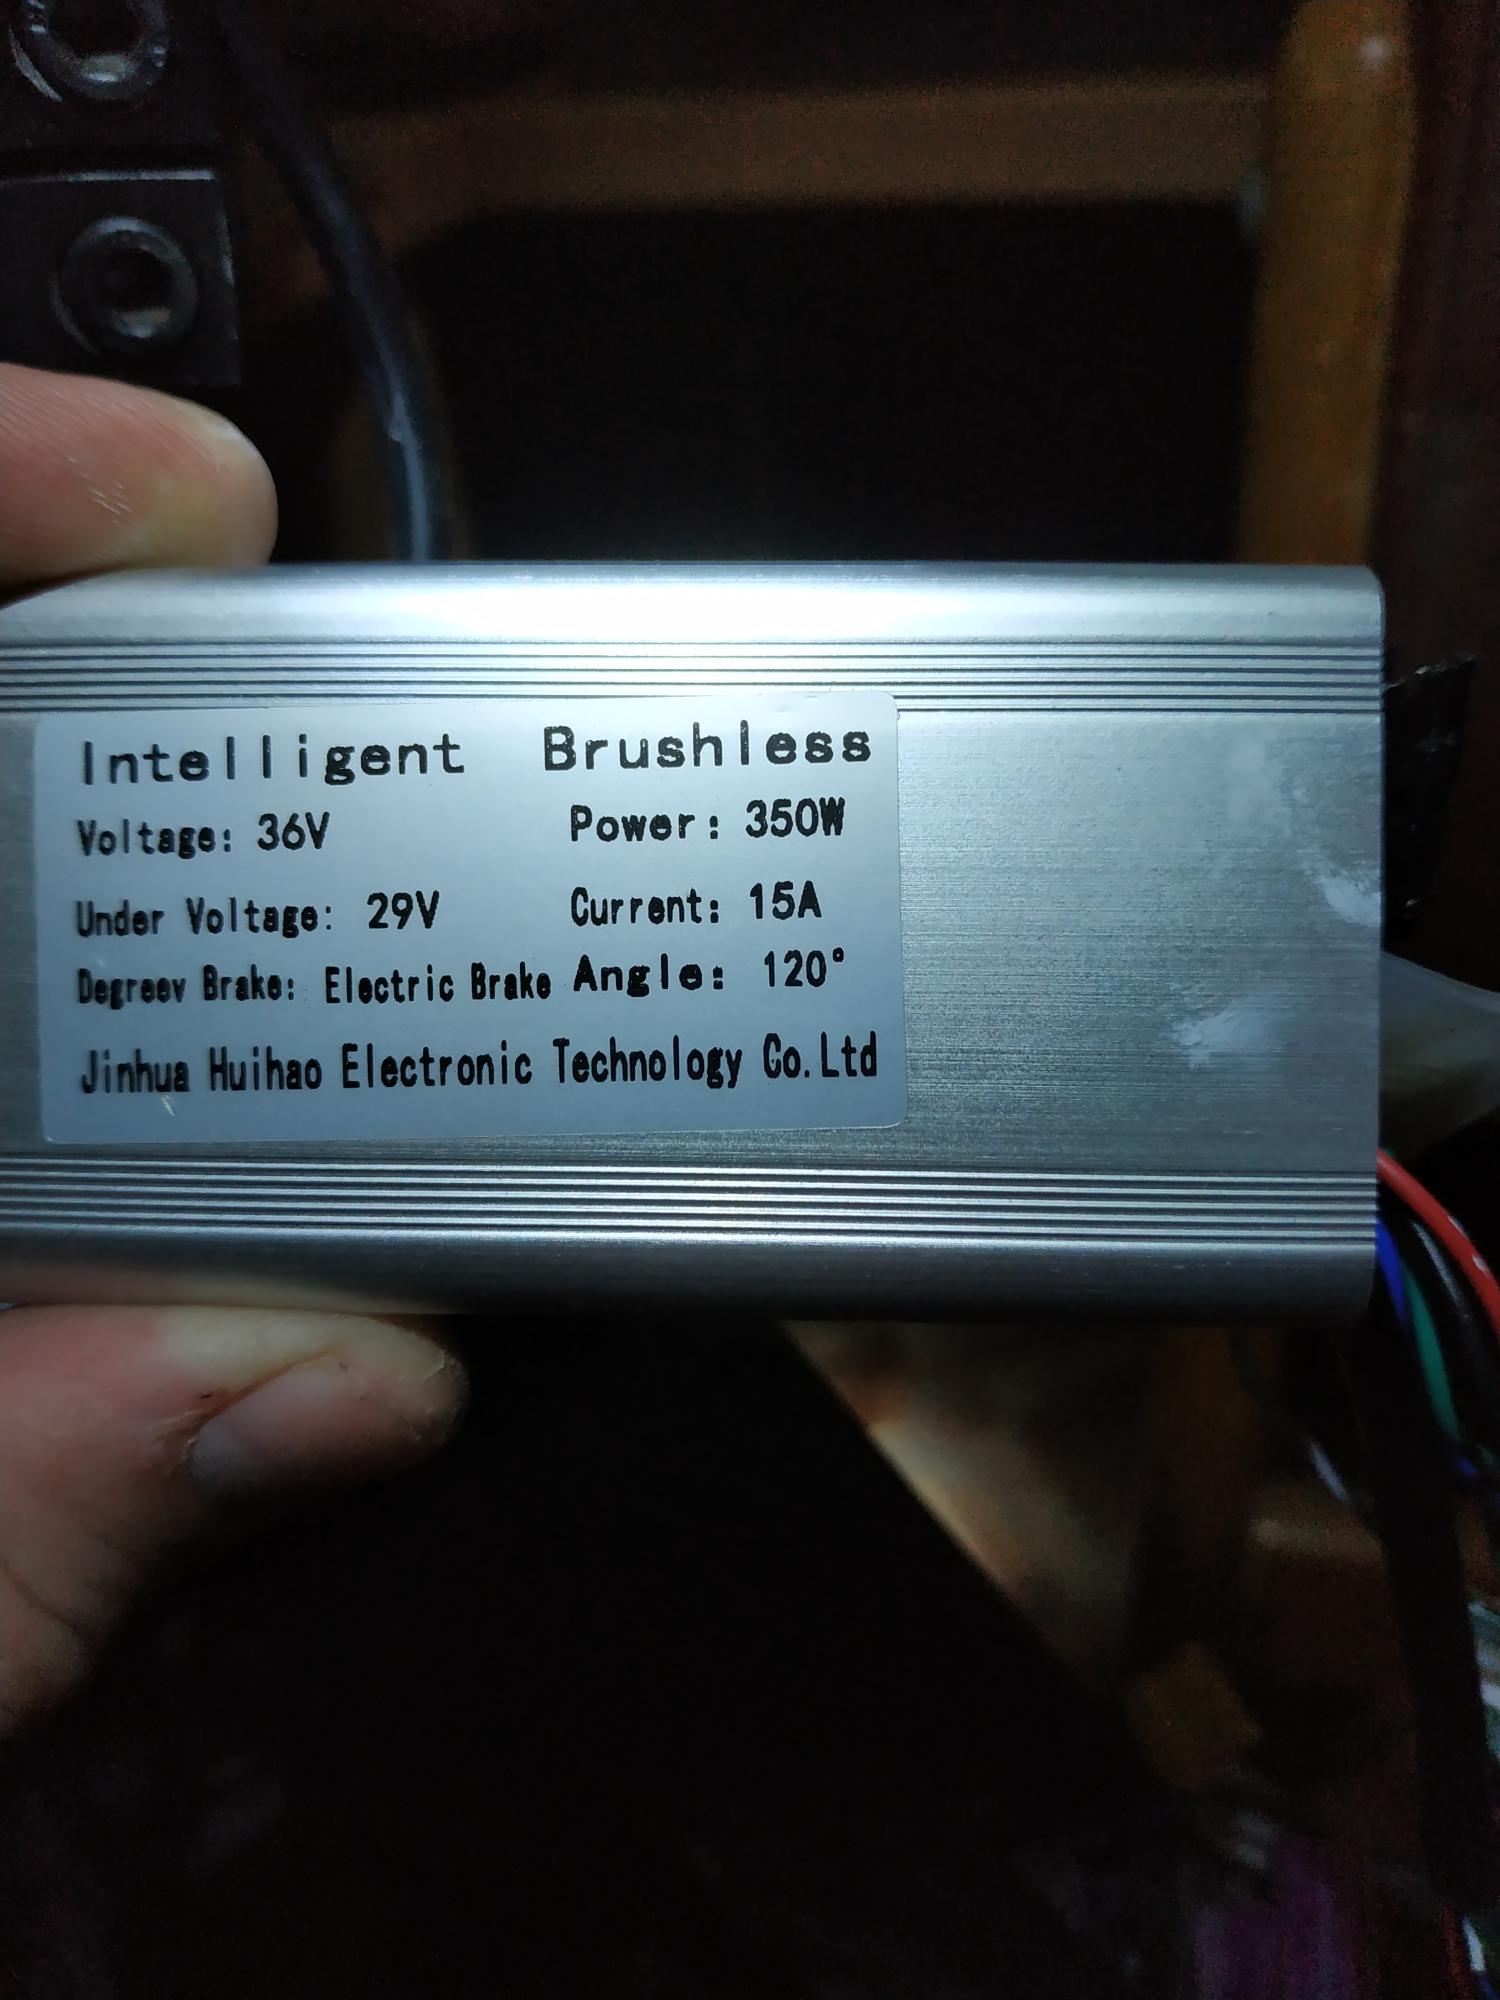 Intelligent Brushless
Voltage: 36V Power: 350W
Under Voltage: 29V Current: 15A
Degreev Brake: Electric Brake Angle: 120°
Jinhua Huihao Electronic Technology Co.Ltd